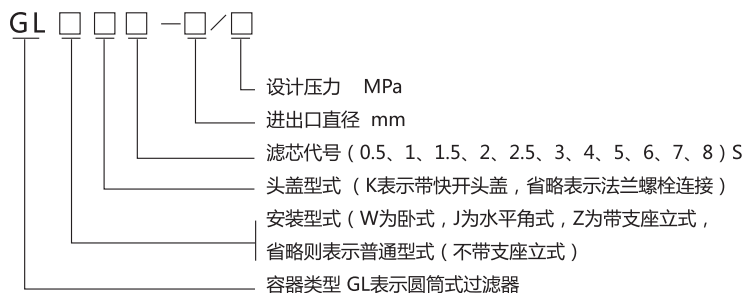 GL□□□—□/□
设计压力 MPa
进出口直径 mm
滤芯代号（0.5、1、1.5、2、2.5、3、4、5、6、7、8）S
头盖型式（K表示带快开头盖，省略表示法兰螺栓连接）
安装型式（W为卧式，J为水平角式，Z为带支座立式，
省略则表示普通型式（不带支座立式）
容器类型 GL表示圆筒式过滤器